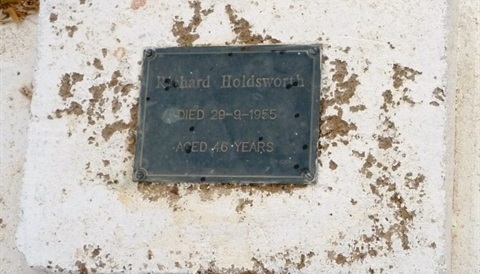 Richard Holdsworth
DIED 29-9-1955
AGED 46 YEARS